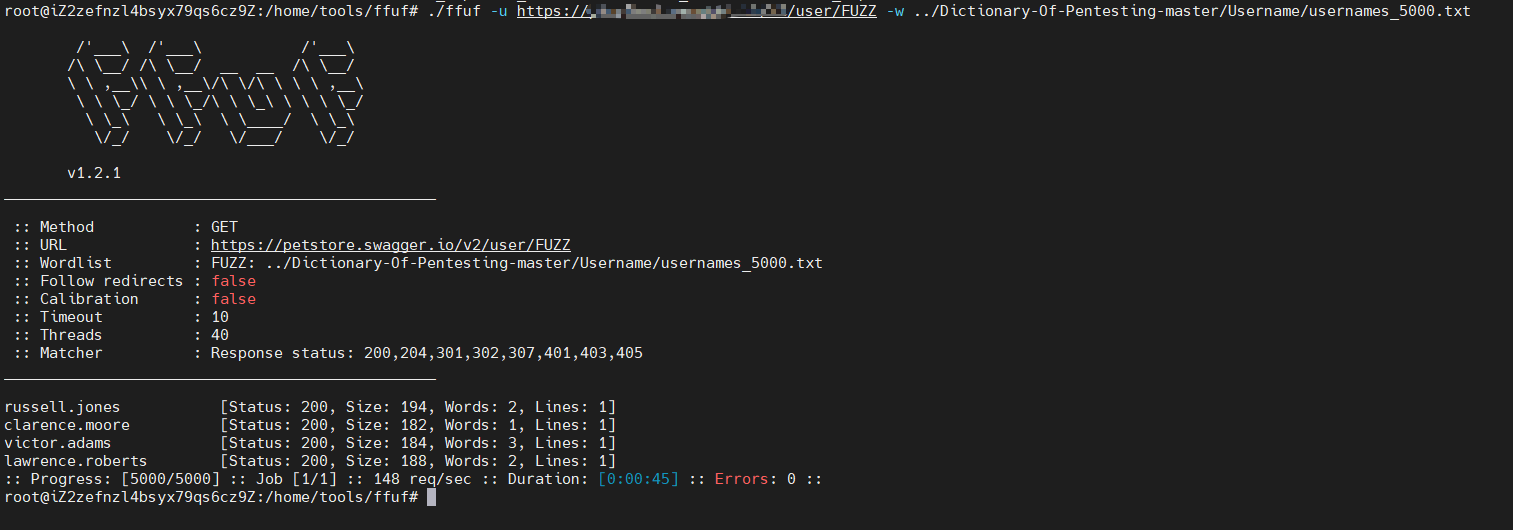 root@iZ2zefnzl4bsyx79qs6cz9Z:/home/tools/ffuf# ./ffuf -u https:// /user/FUZZ -w ../Dictionary-Of-Pentesting-master/Username/usernames_5000.txt
v1.2.1
:: Method : GET
:: URL : https://petstore.swagger.io/v2/user/FUZZ
:: Wordlist : FUZZ: ../Dictionary-Of-Pentesting-master/Username/usernames_5000.txt
:: Follow redirects : false
:: Calibration : false
:: Timeout : 10
:: Threads : 40
:: Matcher : Response status: 200,204,301,302,307,401,403,405
russell.jones [Status: 200, Size: 194, Words: 2, Lines: 1]
clarence.moore [Status: 200, Size: 182, Words: 1, Lines: 1]
victor.adams [Status: 200, Size: 184, Words: 3, Lines: 1]
lawrence.roberts [Status: 200, Size: 188, Words: 2, Lines: 1]
:: Progress: [5000/5000] :: Job [1/1] :: 148 req/sec :: Duration: [0:00:45] :: Errors: 0 ::
root@iZ2zefnzl4bsyx79qs6cz9Z:/home/tools/ffuf#